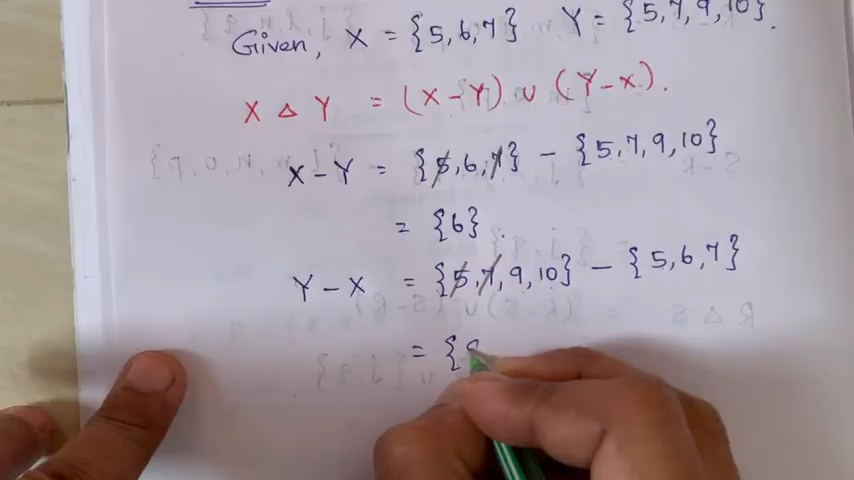 Given, X = {5,6,7} Y = {5,7,9,10}.
X Δ Y = (X-Y) ∪ (Y-X).
X-Y = {5,6,7} - {5,7,9,10}
= {6}.
Y-X = {5,7,9,10} - {5,6,7}
= {9